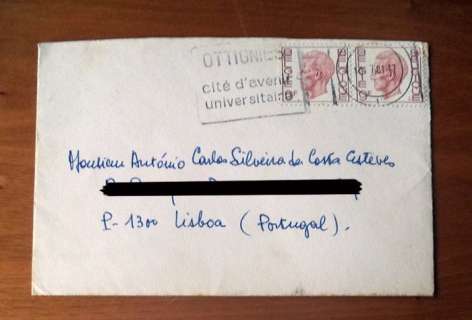 OTTIGNIES
cité d'avenir
universitaire
Monsieur António Carlos Silveira da Costa Esteves
P-1300 Lisboa (Portugal).